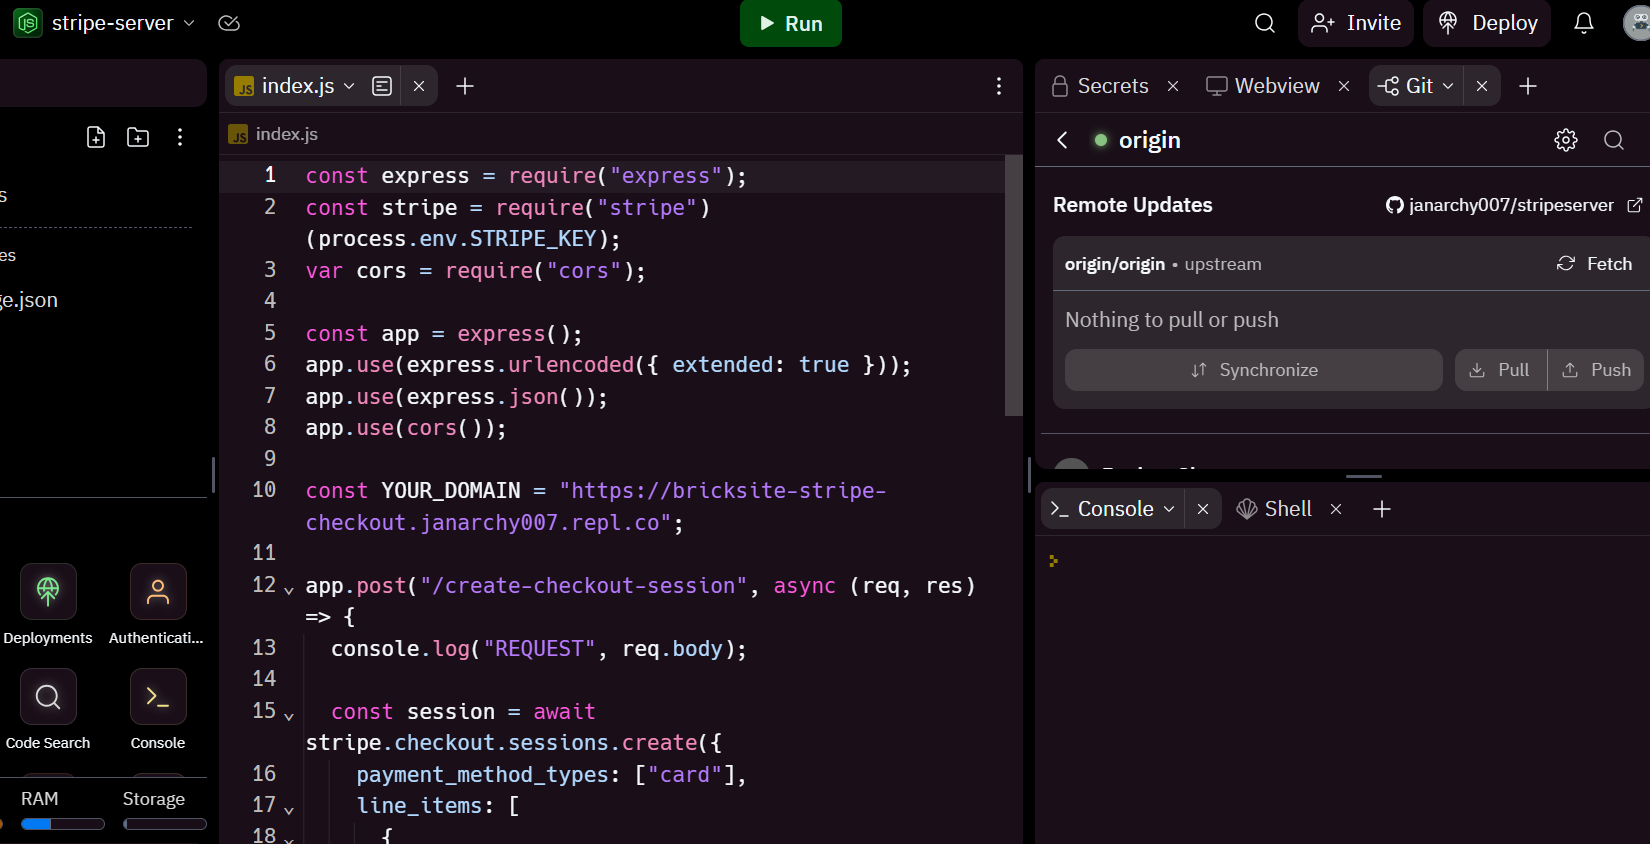 stripe-server
Run
Invite
Deploy
index.js
Secrets
Webview
Git
index.js
origin
1 const express = require("express");
2 const stripe = require("stripe")
(process.env.STRIPE_KEY);
3 var cors = require("cors");
4
5 const app = express();
6 app.use(express.urlencoded({ extended: true }));
7 app.use(express.json());
8 app.use(cors());
9
10 const YOUR_DOMAIN = "https://bricksite-stripe-
checkout.janarchy007.repl.co";
11
12 app.post("/create-checkout-session", async (req, res)
=> {
13 console.log("REQUEST", req.body);
14
15 const session = await
stripe.checkout.sessions.create({
16 payment_method_types: ["card"],
17 line_items: [
18 {
s
es
ge.json
Deployments
Authenticati...
Code Search
Console
RAM
Storage
Remote Updates
janarchy007/stripeserver
origin/origin • upstream
Fetch
Nothing to pull or push
Synchronize
Pull
Push
Console
Shell